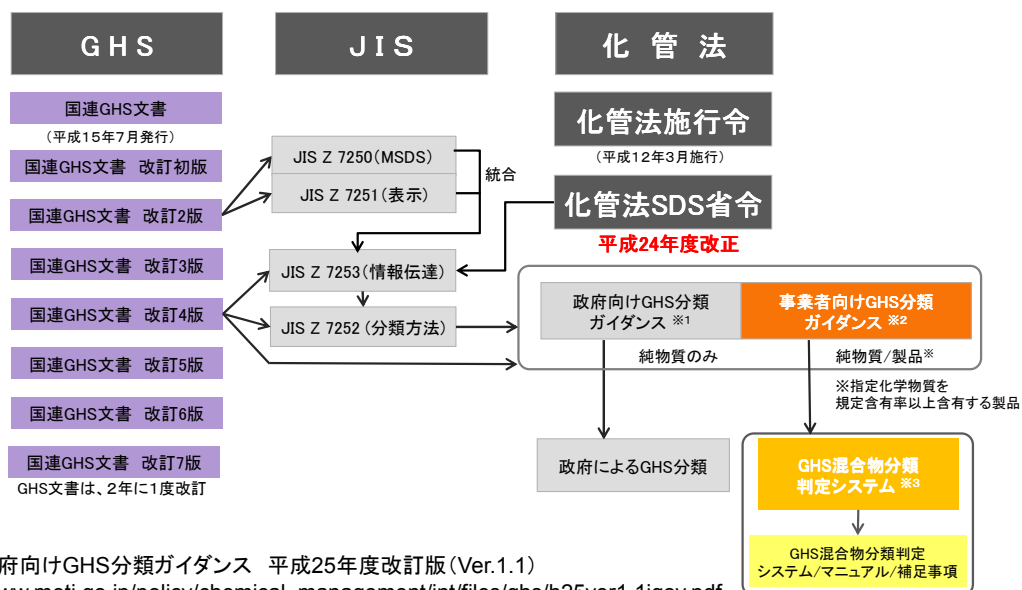 GHS
JIS
化管法
国連GHS文書
(平成15年7月発行)
国連GHS文書 改訂初版
国連GHS文書 改訂2版
国連GHS文書 改訂3版
国連GHS文書 改訂4版
国連GHS文書 改訂5版
国連GHS文書 改訂6版
国連GHS文書 改訂7版
GHS文書は、2年に1度改訂
JIS Z 7250(MSDS)
JIS Z 7251(表示)
統合
JIS Z 7253(情報伝達)
JIS Z 7252(分類方法)
化管法施行令
(平成12年3月施行)
化管法SDS省令
平成24年度改正
政府向けGHS分類
ガイダンス ※1
事業者向けGHS分類
ガイダンス ※2
純物質のみ
純物質/製品※
※指定化学物質を
規定含有率以上含有する製品
政府によるGHS分類
GHS混合物分類
判定システム ※3
GHS混合物分類判定
システム/マニュアル/補足事項
府向けGHS分類ガイダンス 平成25年度改訂版(Ver.1.1)